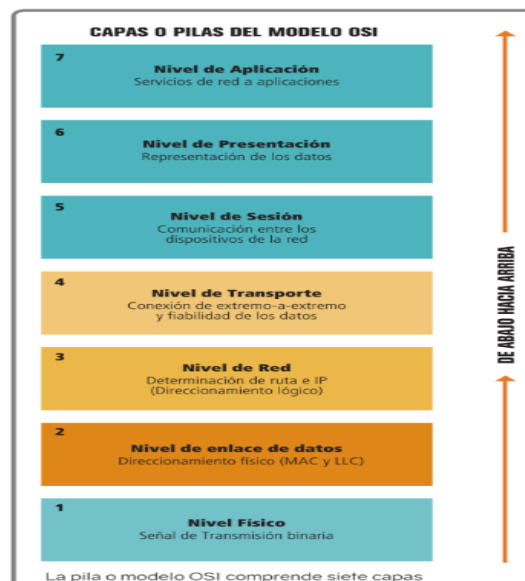 CAPAS O PILAS DEL MODELO OSI
7
Nivel de Aplicación
Servicios de red a aplicaciones
6
Nivel de Presentación
Representación de los datos
5
Nivel de Sesión
Comunicación entre los
dispositivos de la red
4
Nivel de Transporte
Conexión de extremo-a-extremo
y fiabilidad de los datos
3
Nivel de Red
Determinación de ruta e IP
(Direccionamiento lógico)
2
Nivel de enlace de datos
Direccionamiento físico (MAC y LLC)
1
Nivel Físico
Señal de Transmisión binaria
La pila o modelo OSI comprende siete capas
DE ABAJO HACIA ARRIBA